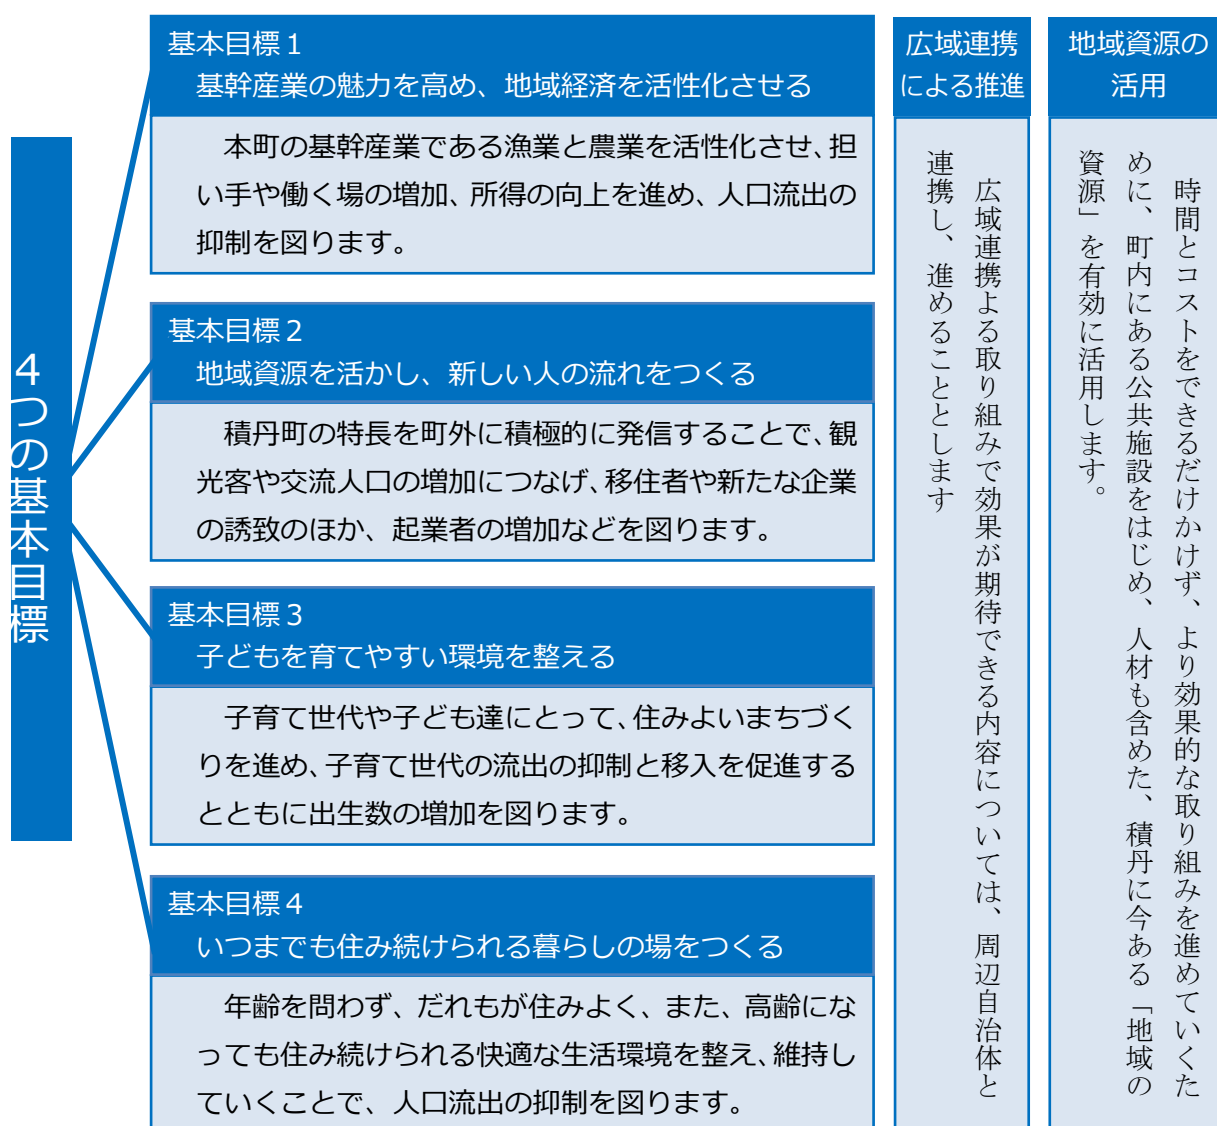 4つの基本目標
基本目標1
基幹産業の魅力を高め、地域経済を活性化させる
本町の基幹産業である漁業と農業を活性化させ、担
い手や働く場の増加、所得の向上を進め、人口流出の
抑制を図ります。
基本目標2
地域資源を活かし、新しい人の流れをつくる
積丹町の特長を町外に積極的に発信することで、観
光客や交流人口の増加につなげ、移住者や新たな企業
の誘致のほか、起業者の増加などを図ります。
基本目標3
子どもを育てやすい環境を整える
子育て世代や子ども達にとって、住みよいまちづく
りを進め、子育て世代の流出の抑制と移入を促進する
とともに出生数の増加を図ります。
基本目標4
いつまでも住み続けられる暮らしの場をつくる
年齢を問わず、だれもが住みよく、また、高齢にな
っても住み続けられる快適な生活環境を整え、維持し
ていくことで、人口流出の抑制を図ります。
広域連携
による推進
広域連携よる取り組みで効果が期待できる内容については、周辺自治体と
連携し、進めることとします
地域資源の
活用
時間とコストをできるだけかけず、より効果的な取り組みを進めていくた
めに、町内にある公共施設をはじめ、人材も含めた、積丹に今ある「地域の
資源」を有効に活用します。